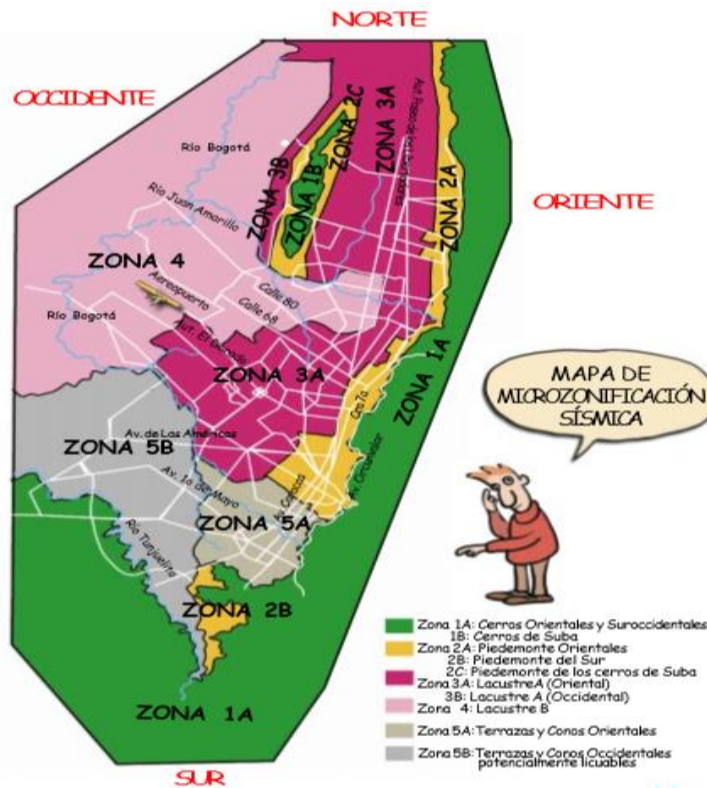 NORTE
OCCIDENTE
ORIENTE
ZONA 2C
ZONA 3A
ZONA 3B
ZONA 1B
ZONA 2A
Río Bogotá
Río Juan Amarillo
ZONA 4
Aereopuerto
Calle 80
Calle 68
Río Bogotá
Aut. El Dorado
ZONA 3A
ZONA 1A
Cra 7a
MAPA DE
MICROZONIFICACIÓN
SÍSMICA
Av. de Las Américas
ZONA 5B
Av. 1o de Mayo
Av. Caracas
Av. Circunvalar
ZONA 5A
Río Tunjuelito
ZONA 2B
ZONA 1A
SUR
Zona 1A: Cerros Orientales y Suroccidentales
1B: Cerros de Suba
Zona 2A: Piedemonte Orientales
2B: Piedemonte del Sur
2C: Piedemonte de los cerros de Suba
Zona 3A: Lacustre A (Oriental)
3B: Lacustre A (Occidental)
Zona 4: Lacustre B
Zona 5A: Terrazas y Conos Orientales
Zona 5B: Terrazas y Conos Occidentales
potencialmente licuables